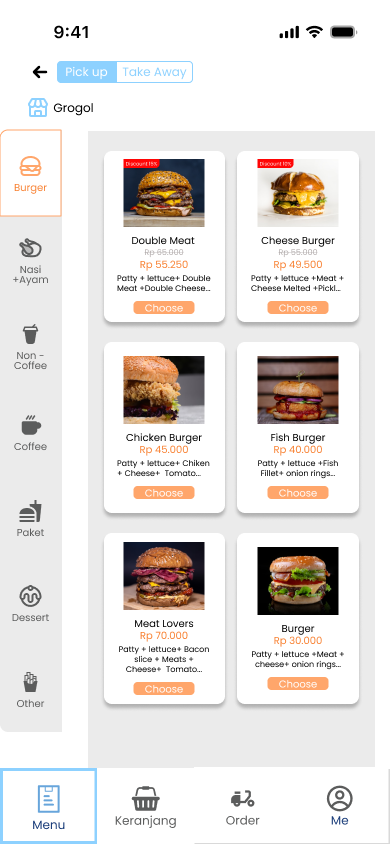 9:41
Pick up
Take Away
Grogol
Burger
Nasi
+Ayam
Non -
Coffee
Coffee
Paket
Dessert
Other
Discount 15%
Double Meat
Rp 65.000
Rp 55.250
Patty + lettuce+ Double
Meat +Double Cheese...
Choose
Discount 10%
Cheese Burger
Rp 55.000
Rp 49,500
Patty + lettuce +Meat +
Cheese Melted +Pickl...
Choose
Chicken Burger
Rp 45.000
Patty + lettuce+ Chiken
+ Cheese+ Tomato...
Choose
Fish Burger
Rp 40.000
Patty + lettuce +Fish
Fillet+ onion rings...
Choose
Meat Lovers
Rp 70.000
Patty + lettuce+ Bacon
slice + Meats +
Cheese+ Tomato...
Choose
Burger
Rp 30.000
Patty + lettuce +Meat +
cheese+ onion rings...
Choose
Menu
Keranjang
Order
Me